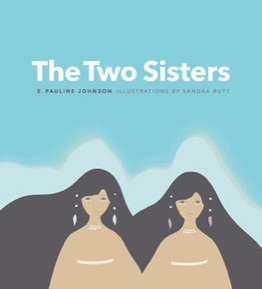 The Two Sisters
E. PAULINE JOHNSON ILLUSTRATIONS BY SANDRA BUTT